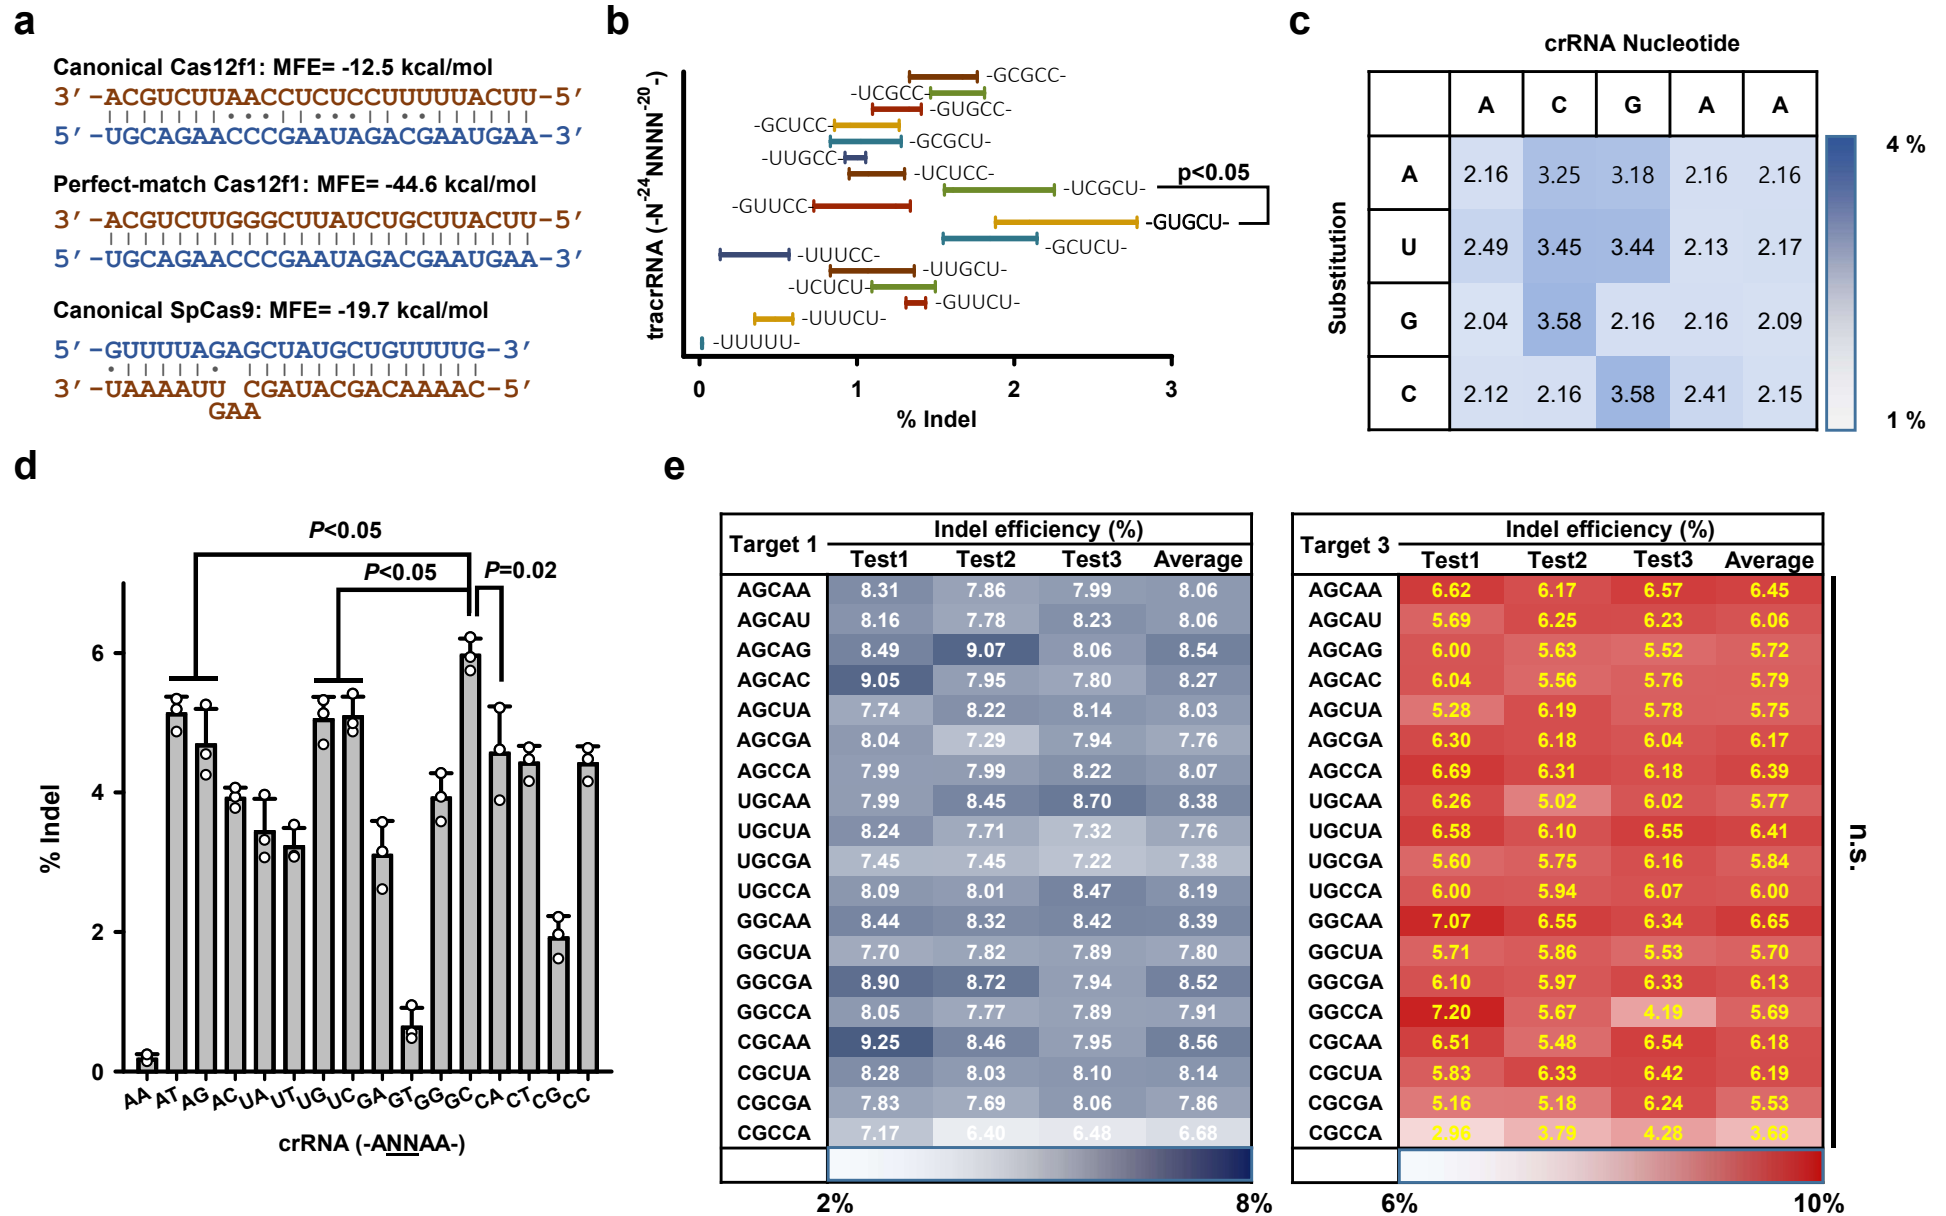 a
Canonical Cas12f1: MFE= -12.5 kcal/mol
3′-ACGUCUUAACCUCUCCUUUUUACUU-5′
5′-UGCAGAACCCGAAUAGACGAAUGAA-3′
Perfect-match Cas12f1: MFE= -44.6 kcal/mol
3′-ACGUCUUGGGCUUAUCUGCUUACUU-5′
5′-UGCAGAACCCGAAUAGACGAAUGAA-3′
Canonical SpCas9: MFE= -19.7 kcal/mol
5′-GUUUUAGAGCUAUGCUGUUUUG-3′
3′-UAAAAUU CGAUACGACAAAAC-5′
GAA
b
tracrRNA (-N-24NNNNN-20-)
-GCGCC-
-UCGCC-
-GUGCC-
-GCUCC-
-GCGCU-
-UUGCC-
-UCUCC-
-UCGCU-
p<0.05
-GUUCC-
-GUGCU-
-GCUCU-
-UUUCC-
-UUGCU-
-UCUCU-
-GUUCU-
-UUUCU-
-UUUUU-
0 1 2 3
% Indel
c
crRNA Nucleotide
A C G A A
Substitution
A 2.16 3.25 3.18 2.16 2.16
U 2.49 3.45 3.44 2.13 2.17
G 2.04 3.58 2.16 2.16 2.09
C 2.12 2.16 3.58 2.41 2.15
4 %
1 %
d
P<0.05
P<0.05
P=0.02
% Indel
6
4
2
0
AA AT AG AC UA UT UG UC GA GT GG GC CA CT CG CC
crRNA (-ANNAA-)
e
Target 1
Indel efficiency (%)
Test1 Test2 Test3 Average
AGCAA 8.31 7.86 7.99 8.06
AGCAU 8.16 7.78 8.23 8.06
AGCAG 8.49 9.07 8.06 8.54
AGCAC 9.05 7.95 7.80 8.27
AGCUA 7.74 8.22 8.14 8.03
AGCGA 8.04 7.29 7.94 7.76
AGCCA 7.99 7.99 8.22 8.07
UGCAA 7.99 8.45 8.70 8.38
UGCUA 8.24 7.71 7.32 7.76
UGCGA 7.45 7.45 7.22 7.38
UGCCA 8.09 8.01 8.47 8.19
GGCAA 8.44 8.32 8.42 8.39
GGCUA 7.70 7.82 7.89 7.80
GGCGA 8.90 8.72 7.94 8.52
GGCCA 8.05 7.77 7.89 7.91
CGCAA 9.25 8.46 7.95 8.56
CGCUA 8.28 8.03 8.10 8.14
CGCGA 7.83 7.69 8.06 7.86
CGCCA 7.17 6.40 6.48 6.68
2% 8%
Target 3
Indel efficiency (%)
Test1 Test2 Test3 Average
AGCAA 6.62 6.17 6.57 6.45
AGCAU 5.69 6.25 6.23 6.06
AGCAG 6.00 5.63 5.52 5.72
AGCAC 6.04 5.56 5.76 5.79
AGCUA 5.28 6.19 5.78 5.75
AGCGA 6.30 6.18 6.04 6.17
AGCCA 6.69 6.31 6.18 6.39
UGCAA 6.26 5.02 6.02 5.77
UGCUA 6.58 6.10 6.55 6.41
UGCGA 5.60 5.75 6.16 5.84
UGCCA 6.00 5.94 6.07 6.00
GGCAA 7.07 6.55 6.34 6.65
GGCUA 5.71 5.86 5.53 5.70
GGCGA 6.10 5.97 6.33 6.13
GGCCA 7.20 5.67 4.19 5.69
CGCAA 6.51 5.48 6.54 6.18
CGCUA 5.83 6.33 6.42 6.19
CGCGA 5.16 5.18 6.24 5.53
CGCCA 2.96 3.79 4.28 3.68
6% 10%
n.s.